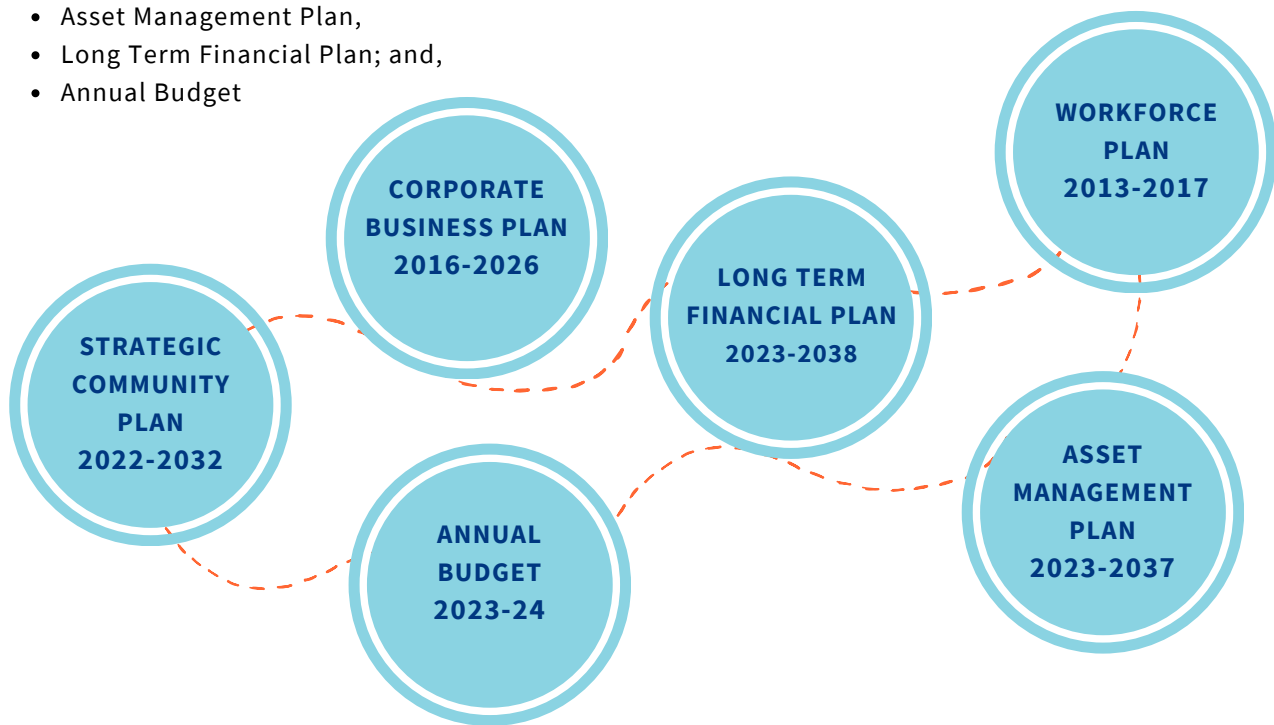 • Asset Management Plan,
• Long Term Financial Plan; and,
• Annual Budget
WORKFORCE
PLAN
2013-2017
CORPORATE
BUSINESS PLAN
2016-2026
LONG TERM
FINANCIAL PLAN
2023-2038
STRATEGIC
COMMUNITY
PLAN
2022-2032
ASSET
MANAGEMENT
PLAN
2023-2037
ANNUAL
BUDGET
2023-24